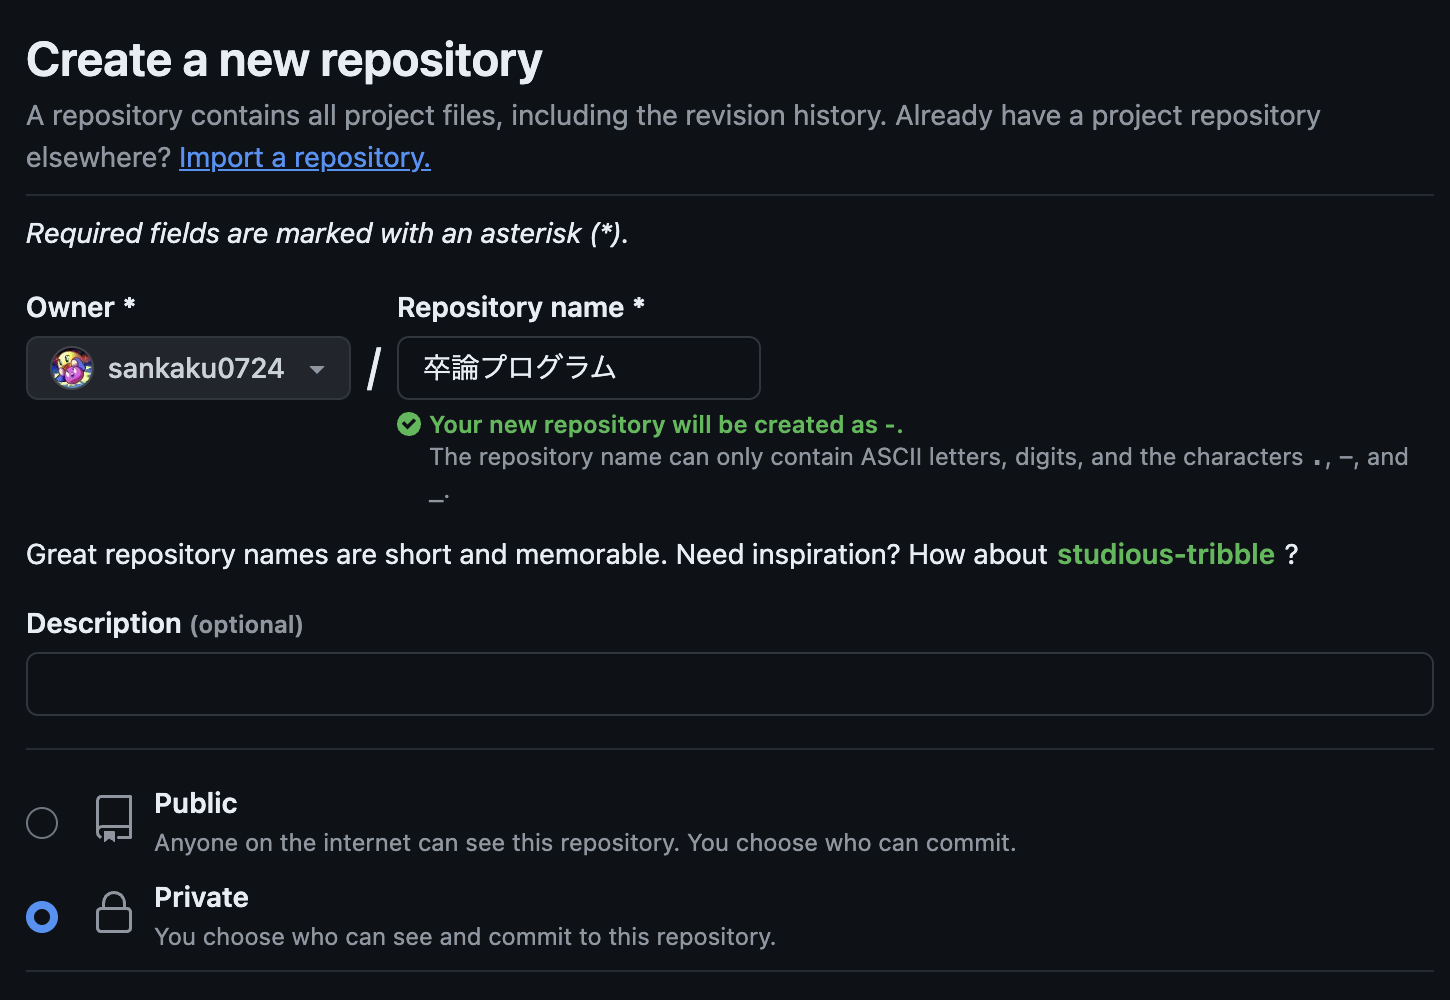 Create a new repository
A repository contains all project files, including the revision history. Already have a project repository
elsewhere? Import a repository.
Required fields are marked with an asterisk (*).
Owner *
Repository name *
sankaku0724
/
卒論プログラム
Your new repository will be created as -.
The repository name can only contain ASCII letters, digits, and the characters ., -, and
_.
Great repository names are short and memorable. Need inspiration? How about studious-tribble ?
Description (optional)
Public
Anyone on the internet can see this repository. You choose who can commit.
Private
You choose who can see and commit to this repository.